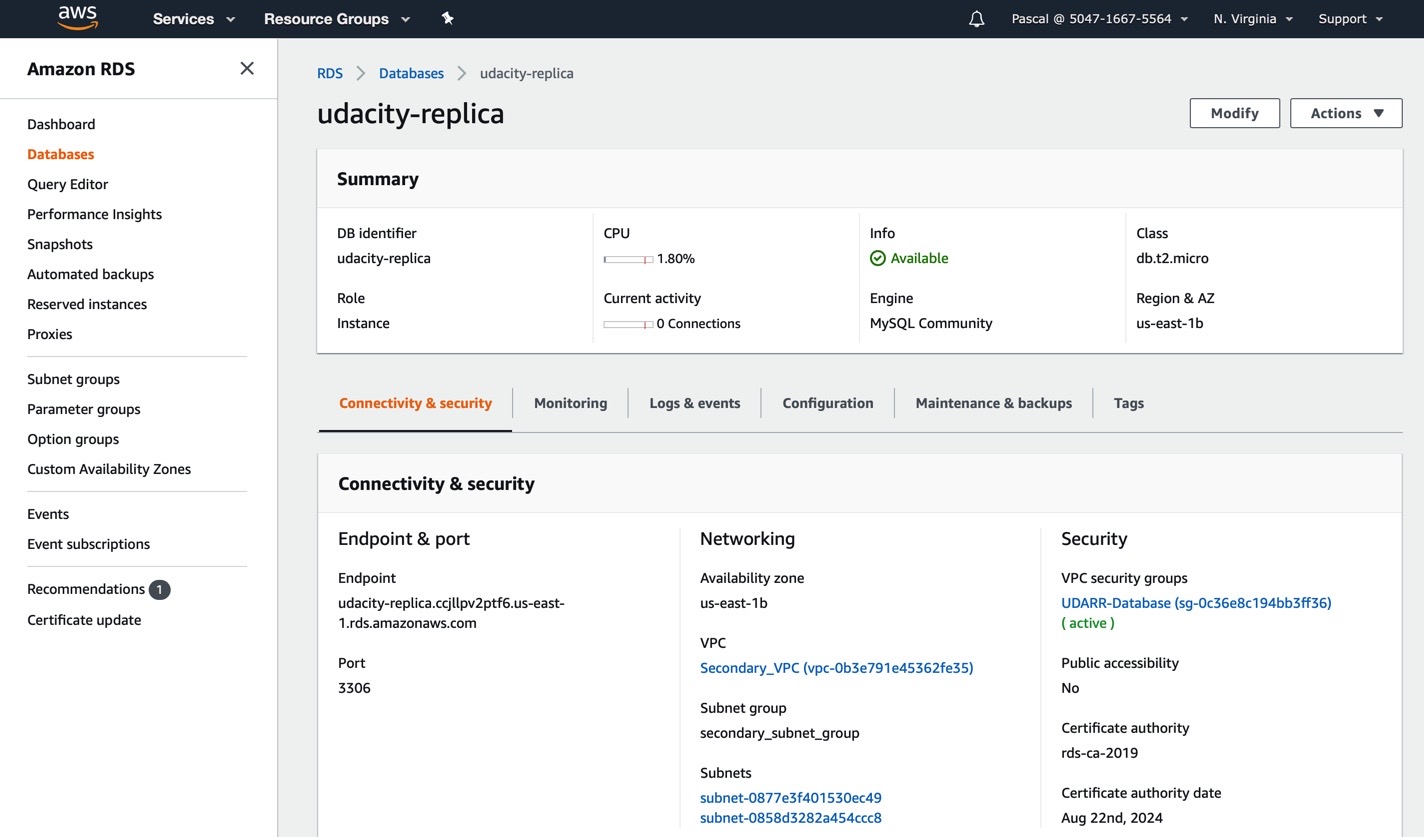 aws Services Resource Groups Pascal @ 5047-1667-5564 N. Virginia Support
Amazon RDS
Dashboard
Databases
Query Editor
Performance Insights
Snapshots
Automated backups
Reserved instances
Proxies
Subnet groups
Parameter groups
Option groups
Custom Availability Zones
Events
Event subscriptions
Recommendations 1
Certificate update
RDS Databases udacity-replica
udacity-replica
Modify Actions
Summary
DB identifier
udacity-replica
Role
Instance
CPU
1.80%
Current activity
0 Connections
Info
Available
Engine
MySQL Community
Class
db.t2.micro
Region & AZ
us-east-1b
Connectivity & security Monitoring Logs & events Configuration Maintenance & backups Tags
Connectivity & security
Endpoint & port
Endpoint
udacity-replica.ccjllpv2ptf6.us-east-
1.rds.amazonaws.com
Port
3306
Networking
Availability zone
us-east-1b
VPC
Secondary_VPC (vpc-0b3e791e45362fe35)
Subnet group
secondary_subnet_group
Subnets
subnet-0877e3f401530ec49
subnet-0858d3282a454ccc8
Security
VPC security groups
UDARR-Database (sg-0c36e8c194bb3ff36)
( active )
Public accessibility
No
Certificate authority
rds-ca-2019
Certificate authority date
Aug 22nd, 2024